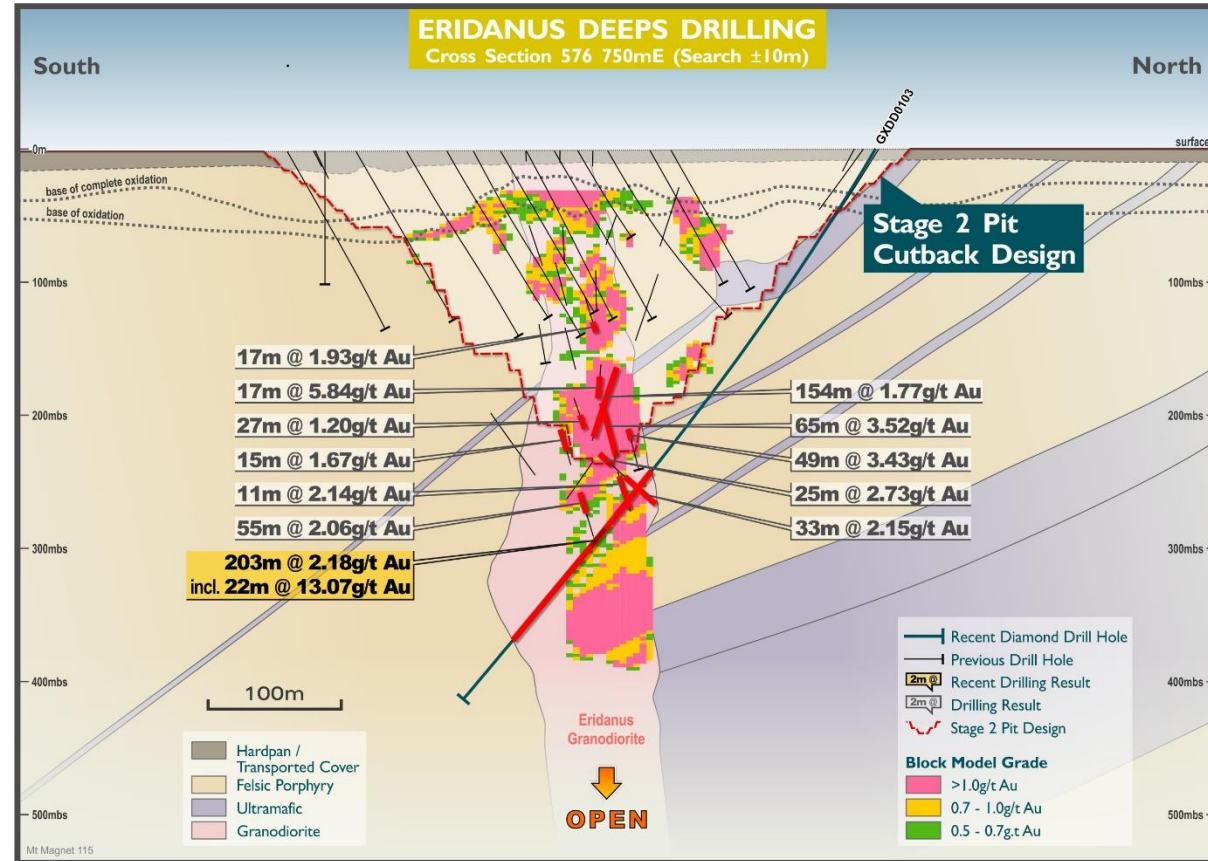 ERIDANUS DEEPS DRILLING
Cross Section 576 750mE (Search ±10m)
South
North
GXDD0103
0m
surface
base of complete oxidation
base of oxidation
Stage 2 Pit
Cutback Design
100mbs
100mbs
17m @ 1.93g/t Au
17m @ 5.84g/t Au
27m @ 1.20g/t Au
15m @ 1.67g/t Au
11m @ 2.14g/t Au
55m @ 2.06g/t Au
203m @ 2.18g/t Au
incl. 22m @ 13.07g/t Au
154m @ 1.77g/t Au
65m @ 3.52g/t Au
49m @ 3.43g/t Au
25m @ 2.73g/t Au
33m @ 2.15g/t Au
200mbs
200mbs
300mbs
300mbs
400mbs
400mbs
500mbs
500mbs
100m
Hardpan /
Transported Cover
Felsic Porphyry
Ultramafic
Granodiorite
Eridanus
Granodiorite
OPEN
Recent Diamond Drill Hole
Previous Drill Hole
2m @ Recent Drilling Result
2m @ Drilling Result
Stage 2 Pit Design
Block Model Grade
>1.0g/t Au
0.7 - 1.0g/t Au
0.5 - 0.7g.t Au
Mt Magnet 115